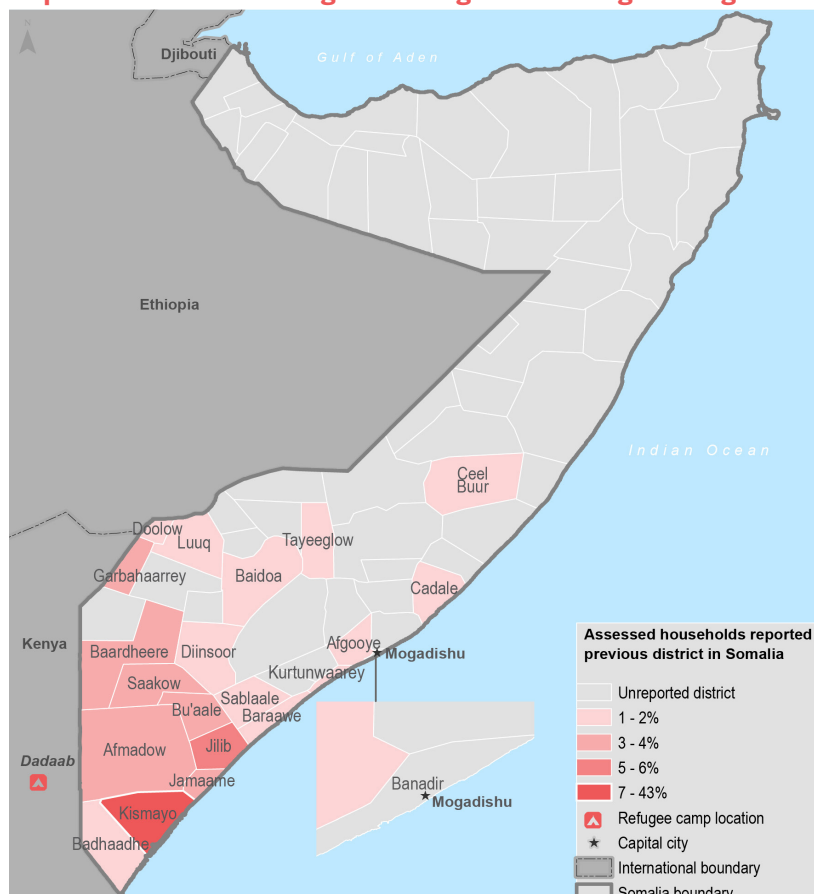 Djibouti
Gulf of Aden
N
Ethiopia
Indian Ocean
Ceel
Buur
Doolow
Luuq
Tayeeglow
Garbahaarrey
Baidoa
Cadale
Kenya
Baardheere
Diinsoor
Afgooye
Mogadishu
Kurtunwaarey
Saakow
Sablaale
Bu'aale
Baraawe
Afmadow
Jilib
Dadaab
Jamaame
Kismayo
Badhaadhe
Banadir
Mogadishu
Assessed households reported
previous district in Somalia
Unreported district
1 - 2%
3 - 4%
5 - 6%
7 - 43%
Refugee camp location
Capital city
International boundary
Somalia boundary